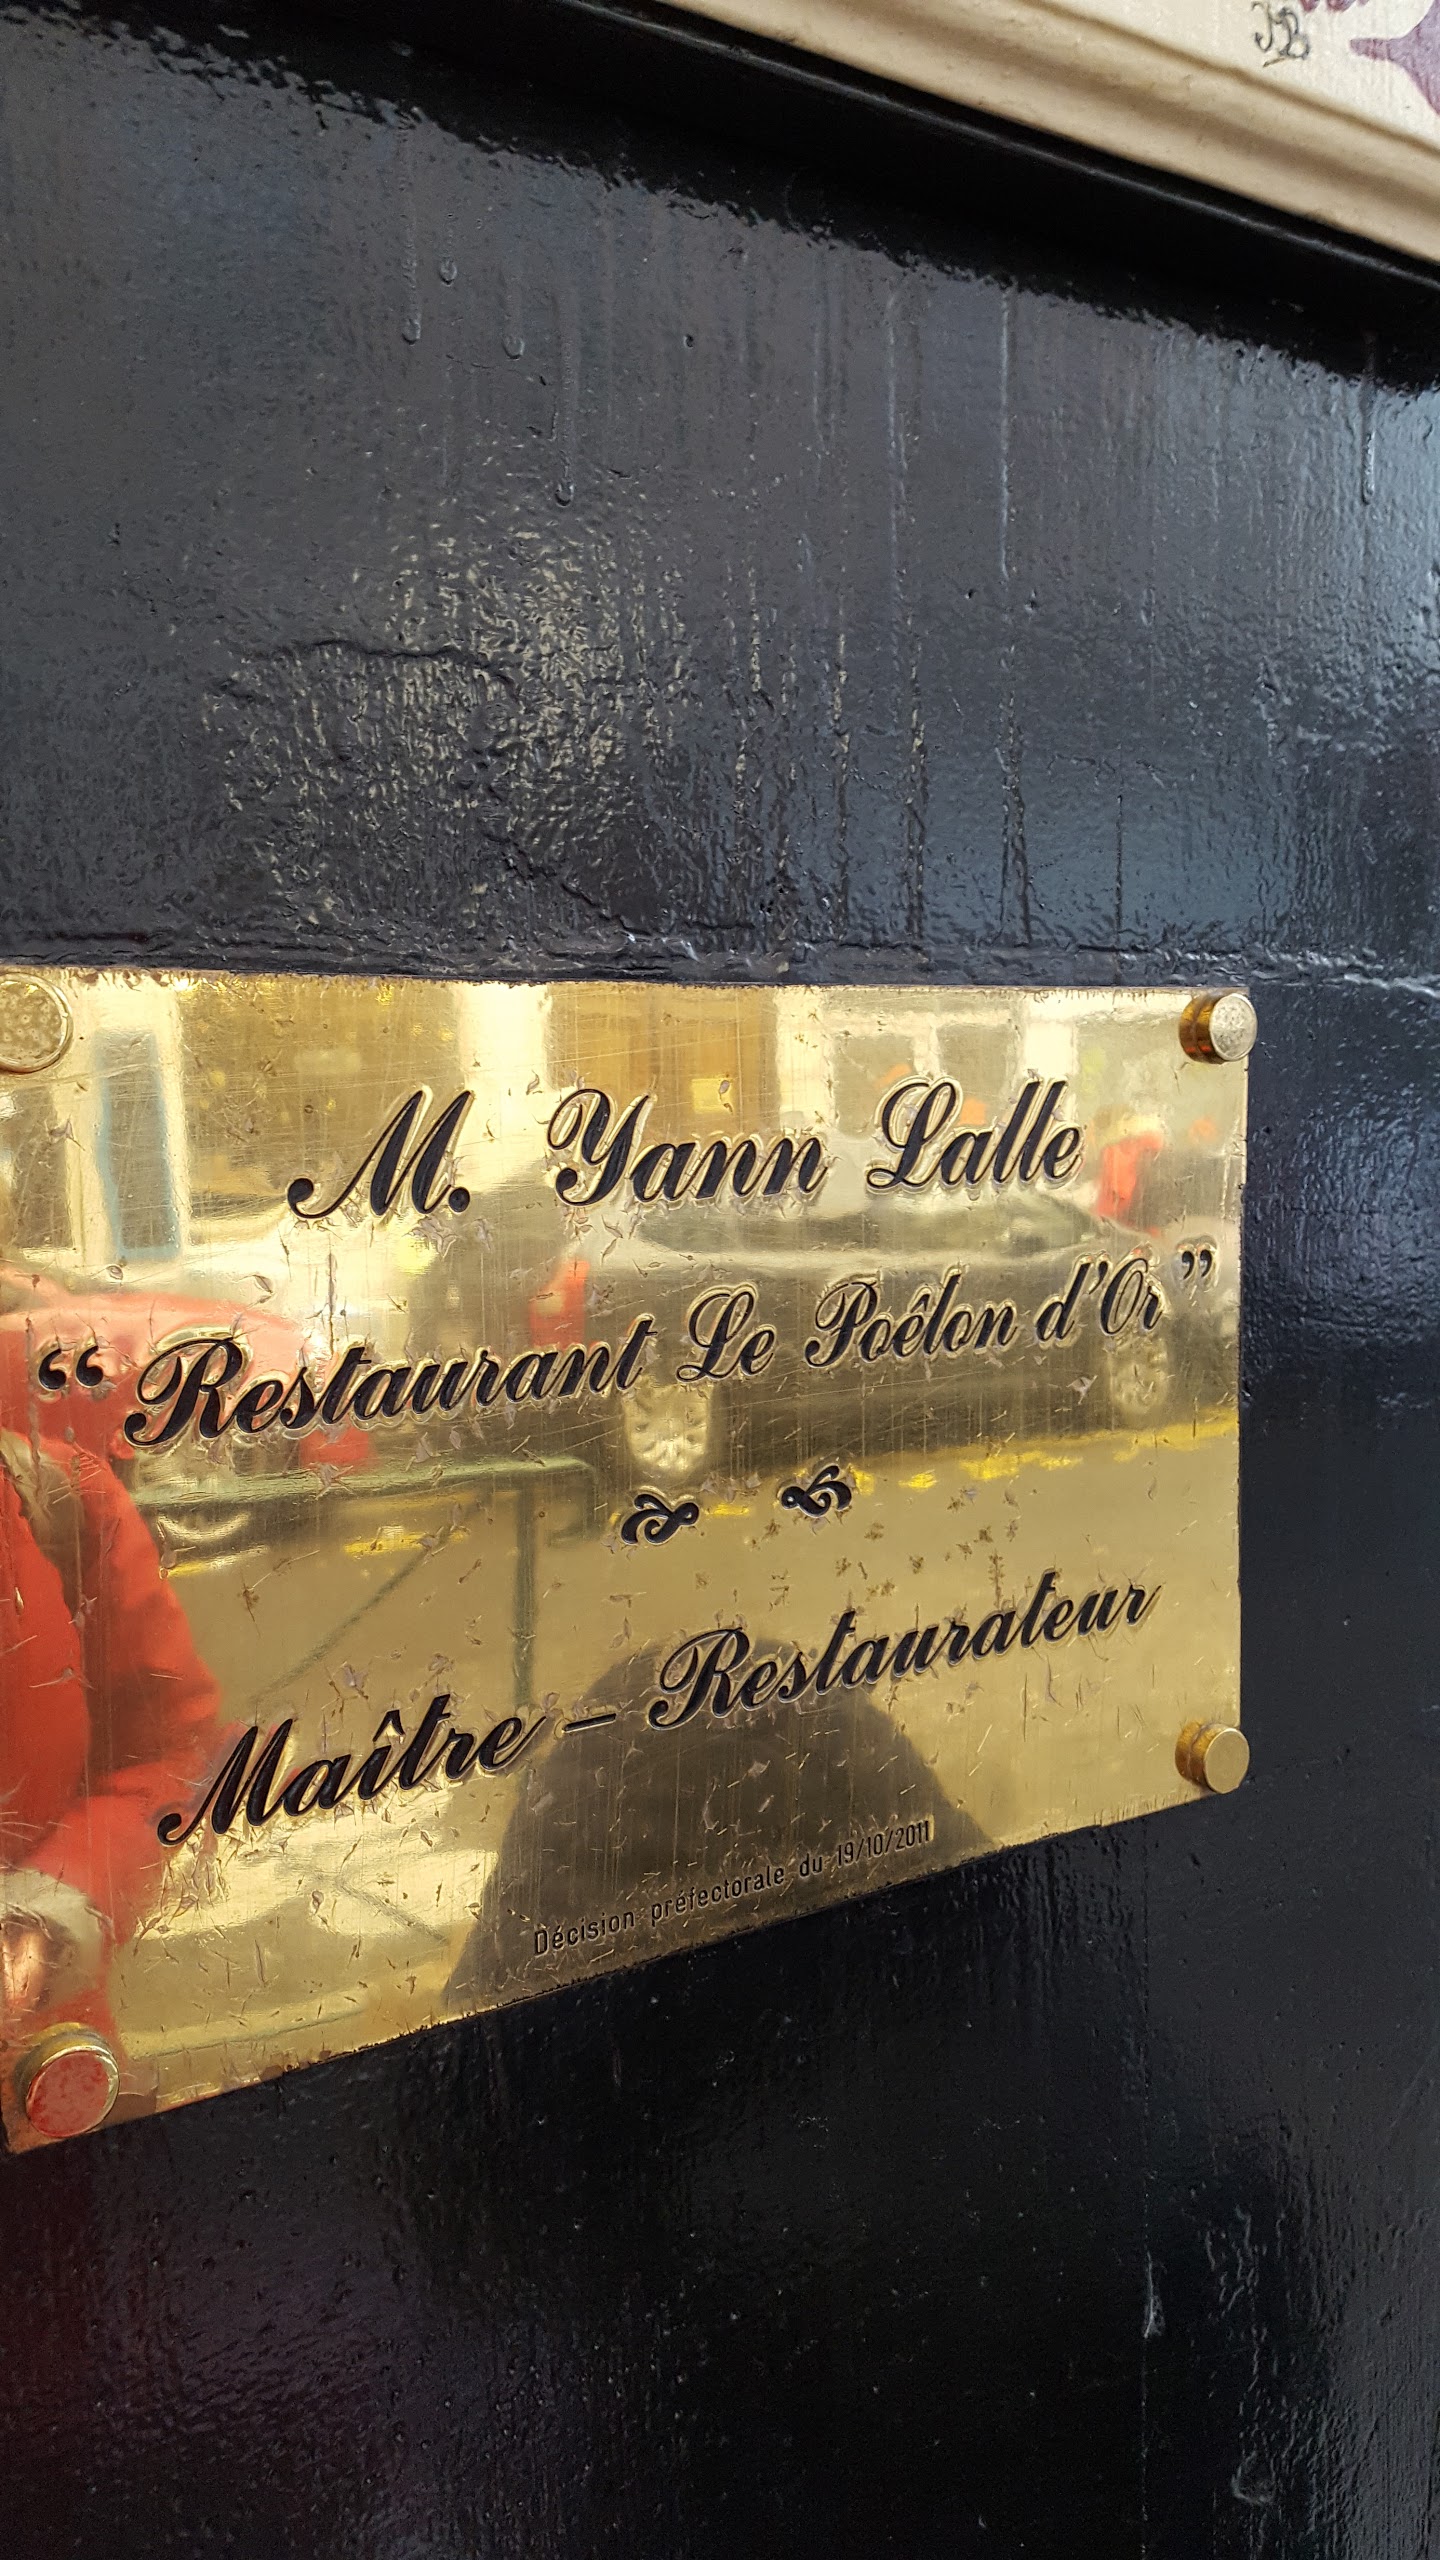 M. Yann Lalle
“ Restaurant Le Poêlon d'Or ”
Maître – Restaurateur
Décision préfectorale du 19/10/2011